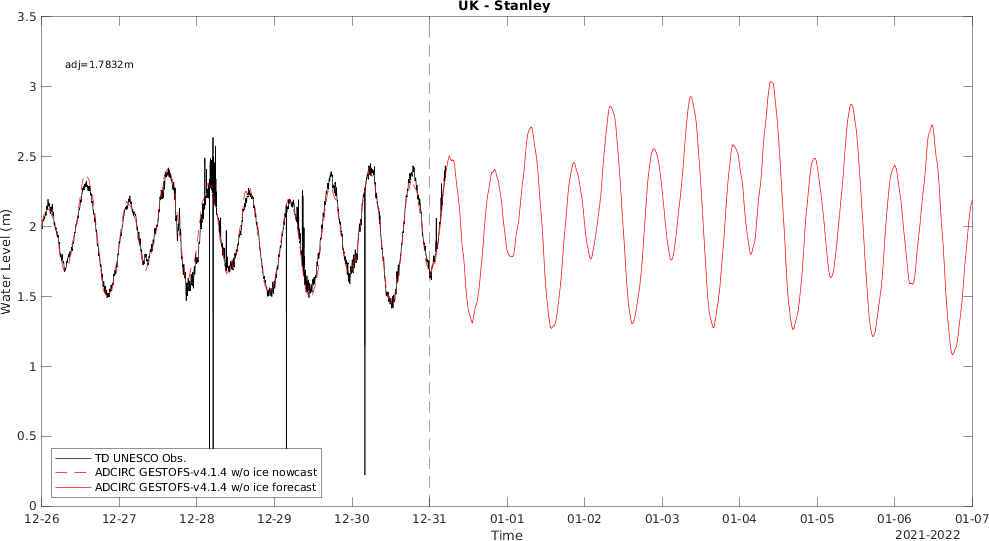 UK - Stanley
3.5
3
2.5
2
1.5
1
0.5
0
Water Level (m)
adj=1.7832m
TD UNESCO Obs.
ADCIRC GESTOFS-v4.1.4 w/o ice nowcast
ADCIRC GESTOFS-v4.1.4 w/o ice forecast
12-26 12-27 12-28 12-29 12-30 12-31 01-01 01-02 01-03 01-04 01-05 01-06 01-07
Time
2021-2022